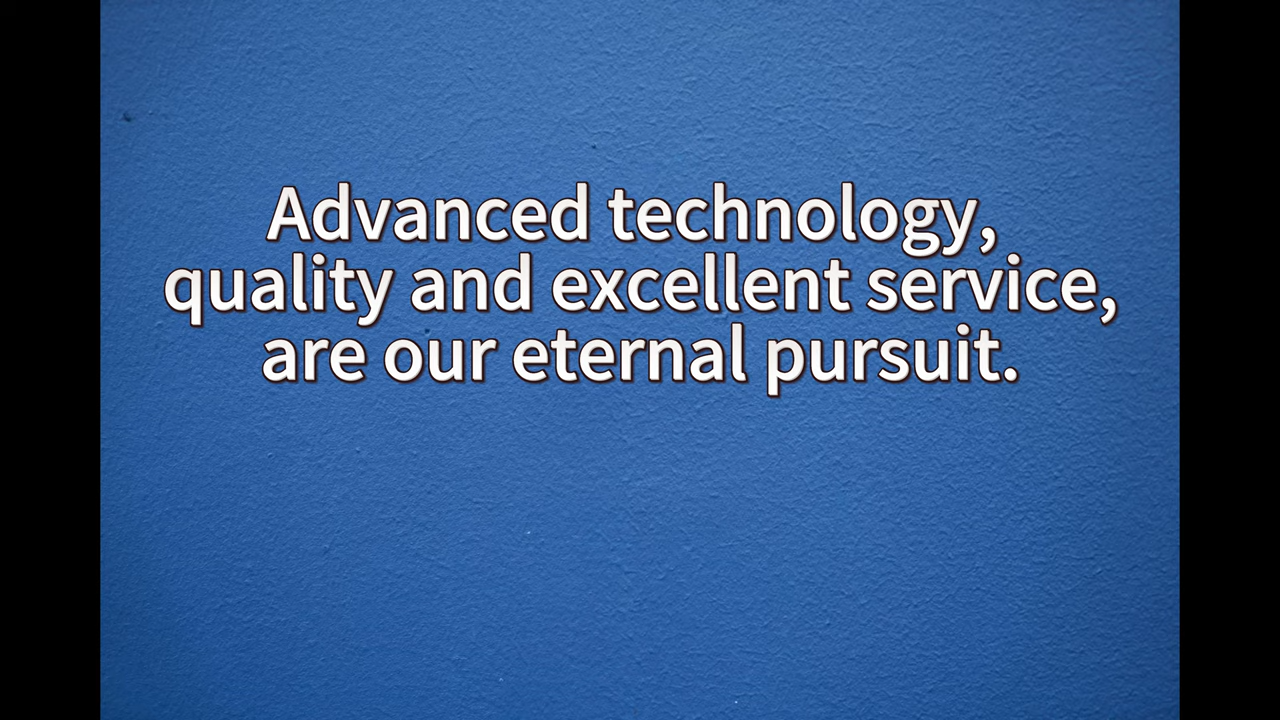 Advanced technology,
quality and excellent service,
are our eternal pursuit.